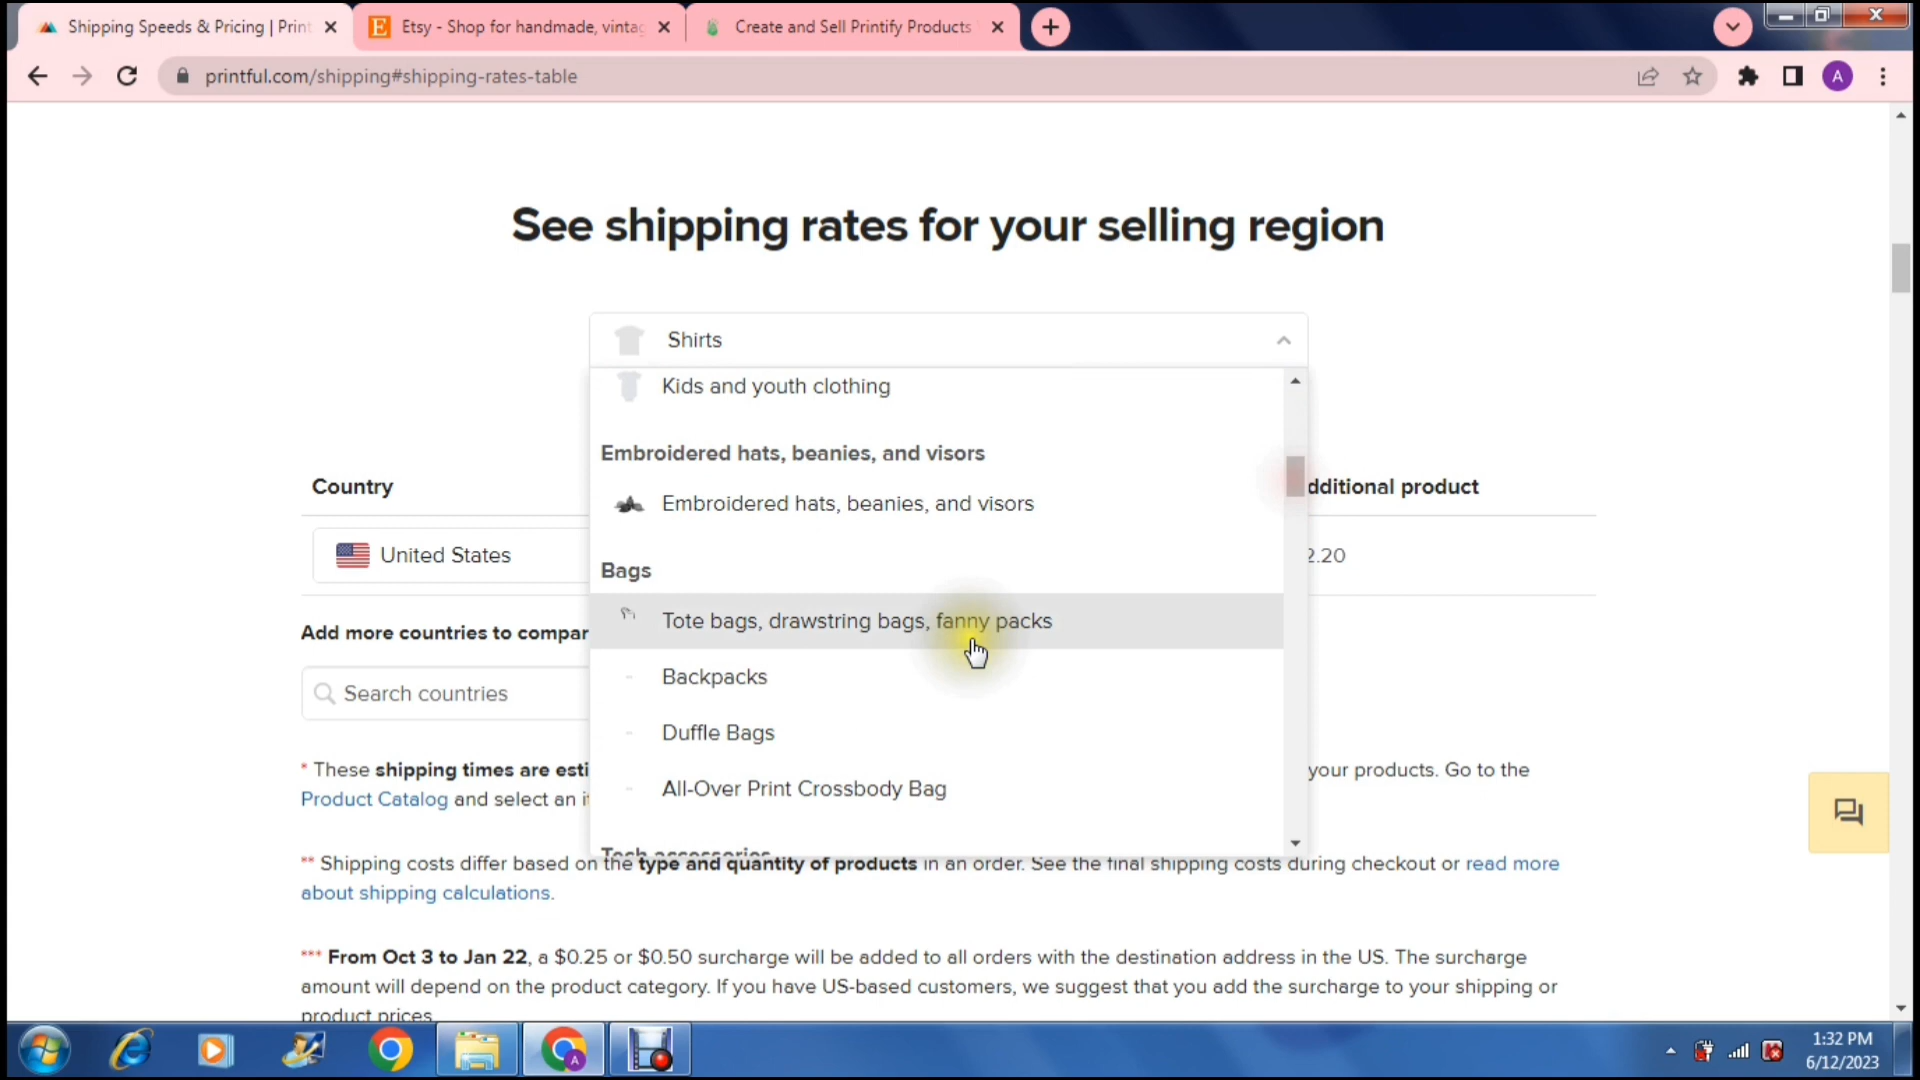 Shipping Speeds & Pricing | Print
Etsy - Shop for handmade, vintag
Create and Sell Printify Products
printful.com/shipping#shipping-rates-table
A
See shipping rates for your selling region
Shirts
Kids and youth clothing
Embroidered hats, beanies, and visors
Embroidered hats, beanies, and visors
Bags
Tote bags, drawstring bags, fanny packs
Backpacks
Duffle Bags
All-Over Print Crossbody Bag
Tech accessories
Country
dditional product
United States
2.20
Add more countries to compar
Search countries
* These shipping times are esti
your products. Go to the
Product Catalog and select an i
** Shipping costs differ based on the type and quantity of products in an order. See the final shipping costs during checkout or read more
about shipping calculations.
*** From Oct 3 to Jan 22, a $0.25 or $0.50 surcharge will be added to all orders with the destination address in the US. The surcharge
amount will depend on the product category. If you have US-based customers, we suggest that you add the surcharge to your shipping or
product prices.
1:32 PM
6/12/2023